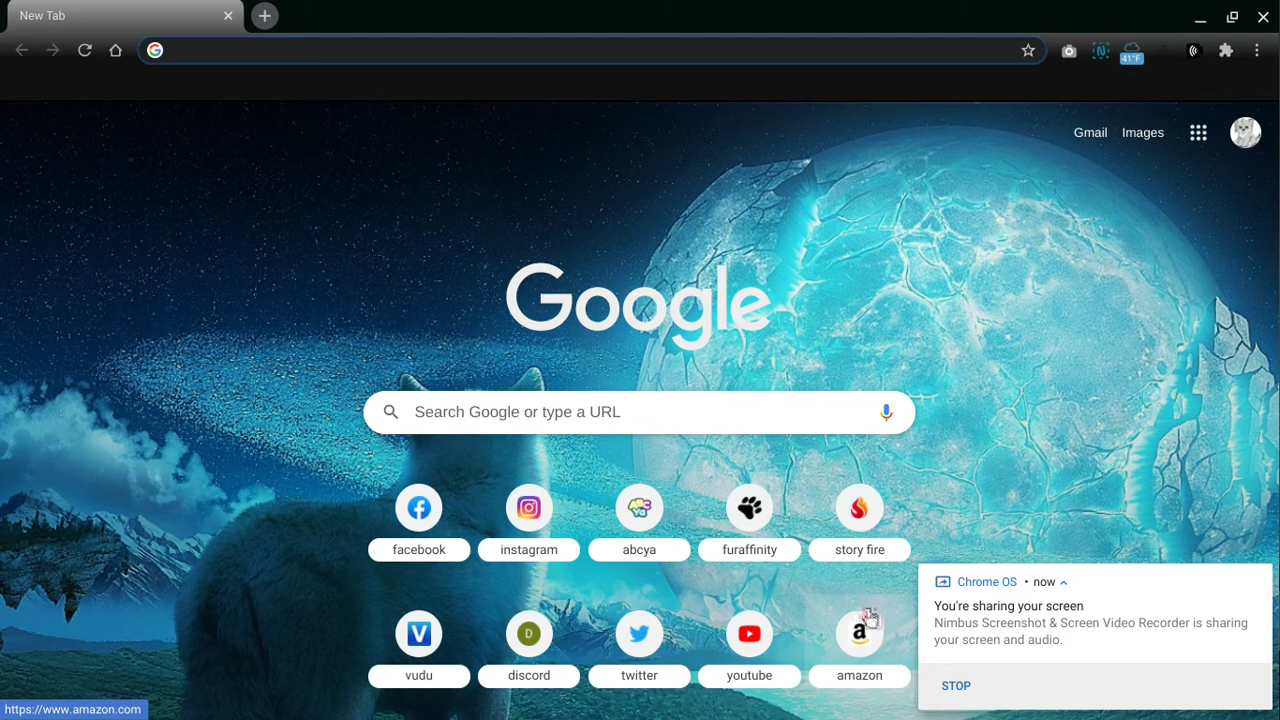 New Tab
41°F
Gmail
Images
Google
Search Google or type a URL
facebook
instagram
abcya
furaffinity
story fire
Chrome OS • now
You're sharing your screen
Nimbus Screenshot & Screen Video Recorder is sharing
your screen and audio.
STOP
V
D
a
vudu
discord
twitter
youtube
amazon
https://www.amazon.com